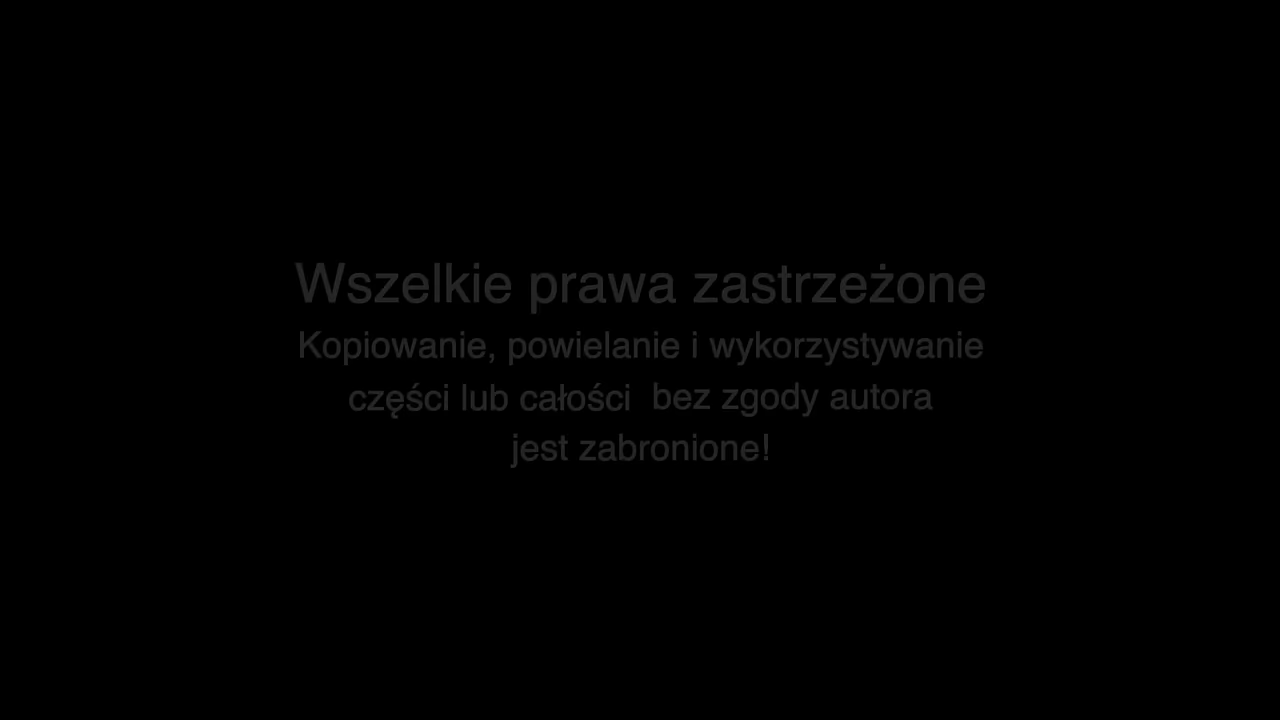 Wszelkie prawa zastrzeżone
Kopiowanie, powielanie i wykorzystywanie
części lub całości bez zgody autora
jest zabronione!